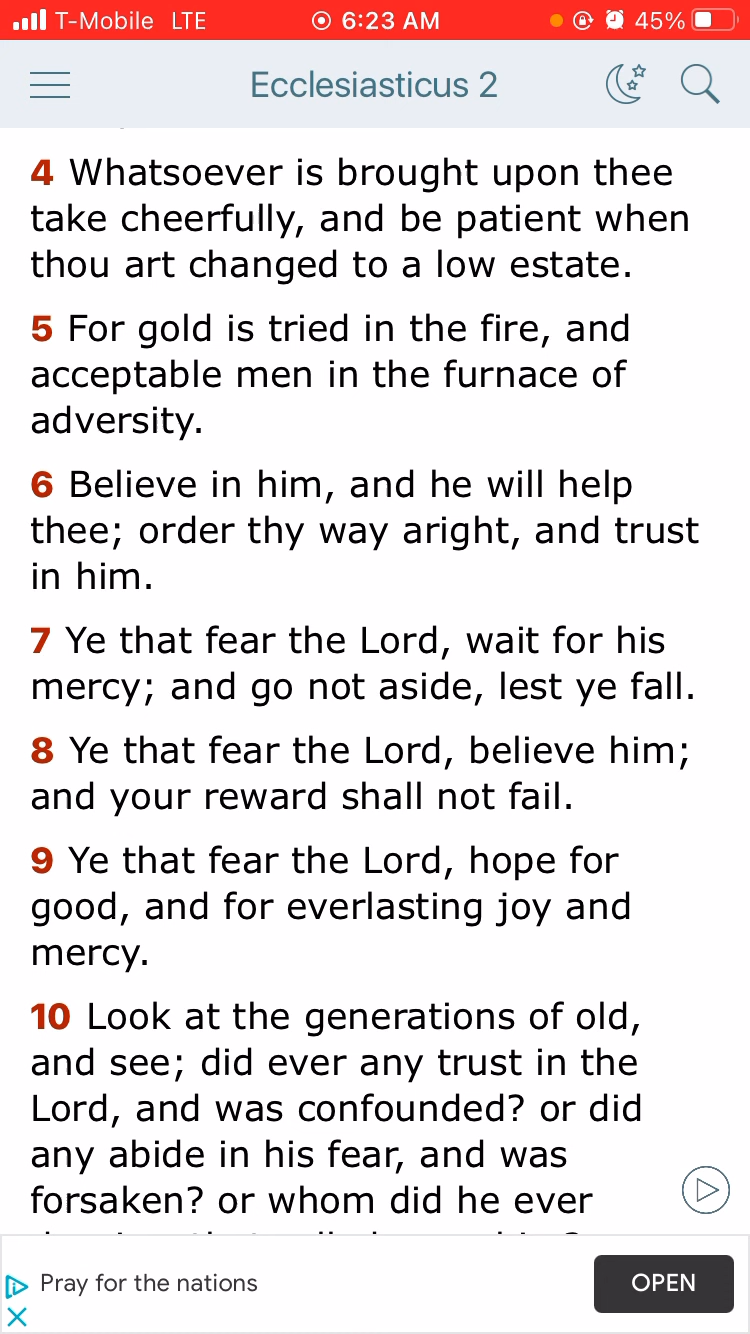 T-Mobile LTE 6:23 AM 45%
Ecclesiasticus 2
4 Whatsoever is brought upon thee
take cheerfully, and be patient when
thou art changed to a low estate.
5 For gold is tried in the fire, and
acceptable men in the furnace of
adversity.
6 Believe in him, and he will help
thee; order thy way aright, and trust
in him.
7 Ye that fear the Lord, wait for his
mercy; and go not aside, lest ye fall.
8 Ye that fear the Lord, believe him;
and your reward shall not fail.
9 Ye that fear the Lord, hope for
good, and for everlasting joy and
mercy.
10 Look at the generations of old,
and see; did ever any trust in the
Lord, and was confounded? or did
any abide in his fear, and was
forsaken? or whom did he ever
Pray for the nations
OPEN